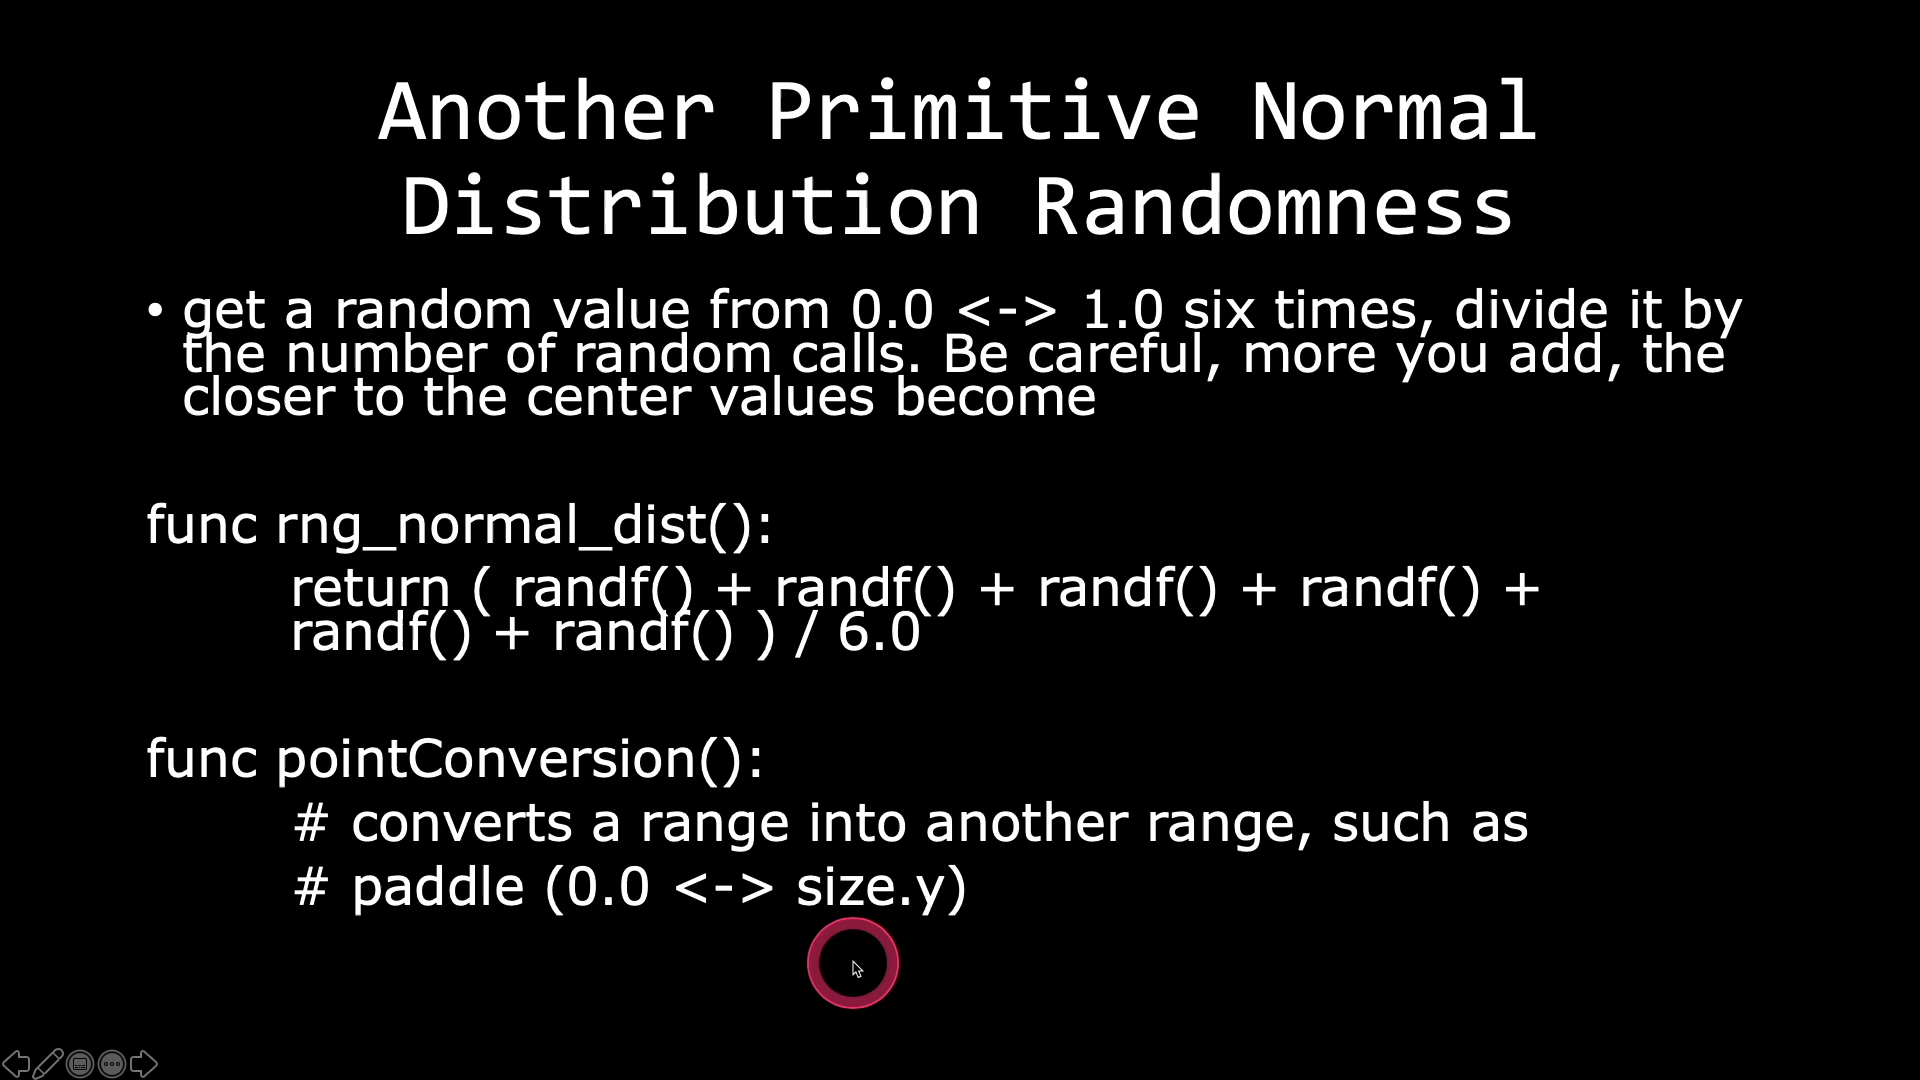 Another Primitive Normal
Distribution Randomness
• get a random value from 0.0 <-> 1.0 six times, divide it by
the number of random calls. Be careful, more you add, the
closer to the center values become
func rng_normal_dist():
return ( randf() + randf() + randf() + randf() +
randf() + randf() ) / 6.0
func pointConversion():
# converts a range into another range, such as
# paddle (0.0 <-> size.y)